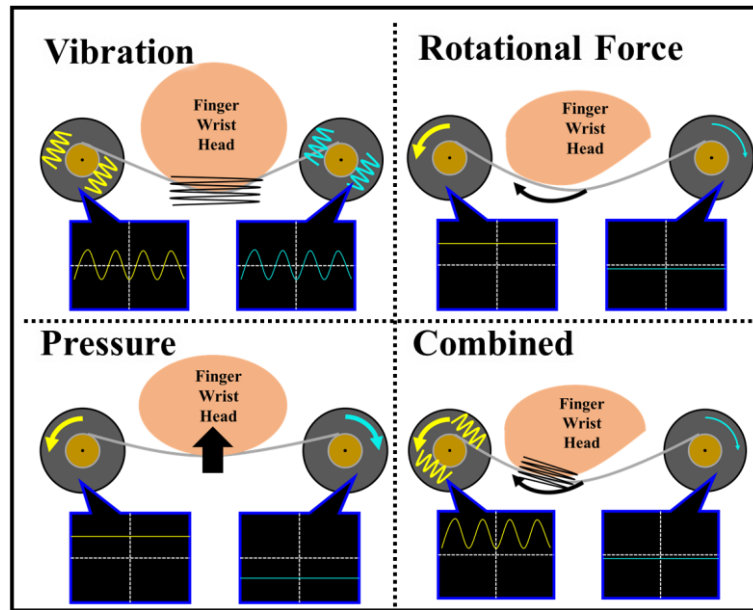 Vibration
Finger
Wrist
Head
Rotational Force
Finger
Wrist
Head
Pressure
Finger
Wrist
Head
Combined
Finger
Wrist
Head